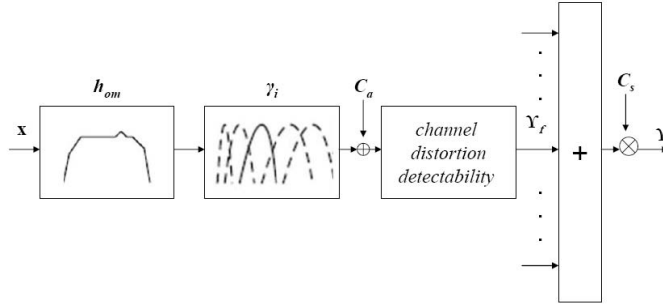 h_om
γ_i
C_a
C_s
x
channel
distortion
detectability
ϒ_f
+
ϒ